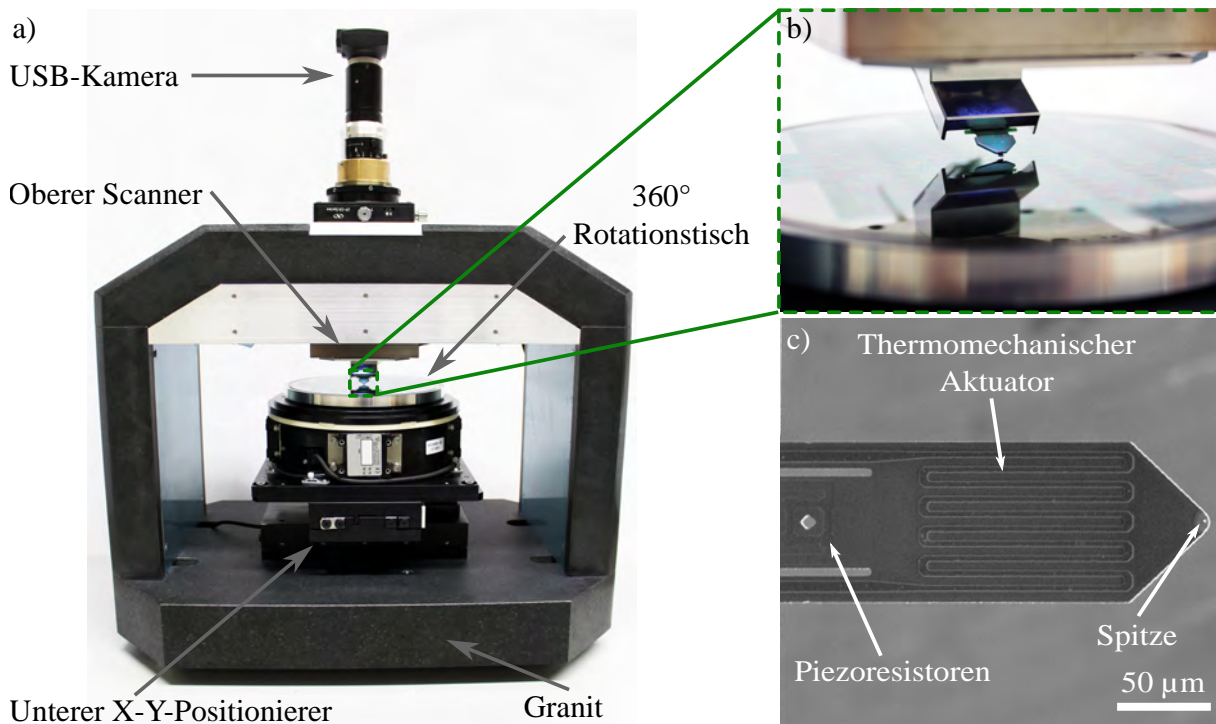 a)
USB-Kamera
Oberer Scanner
360°
Rotationstisch
Unterer X-Y-Positionierer
Granit
b)
c)
Thermomechanischer
Aktuator
Piezoresistoren
Spitze
50 µm